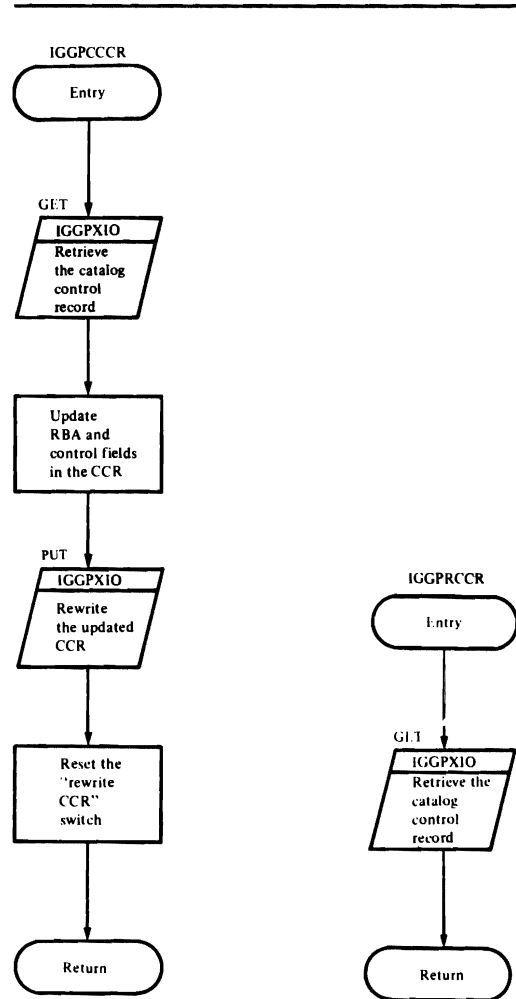 IGGPCCCR
Entry
GET
IGGPXIO
Retrieve
the catalog
control
record
Update
RBA and
control fields
in the CCR
PUT
IGGPXIO
Rewrite
the updated
CCR
Reset the
"rewrite
CCR"
switch
Return
IGGPRCCR
Entry
GET
IGGPXIO
Retrieve the
catalog
control
record
Return